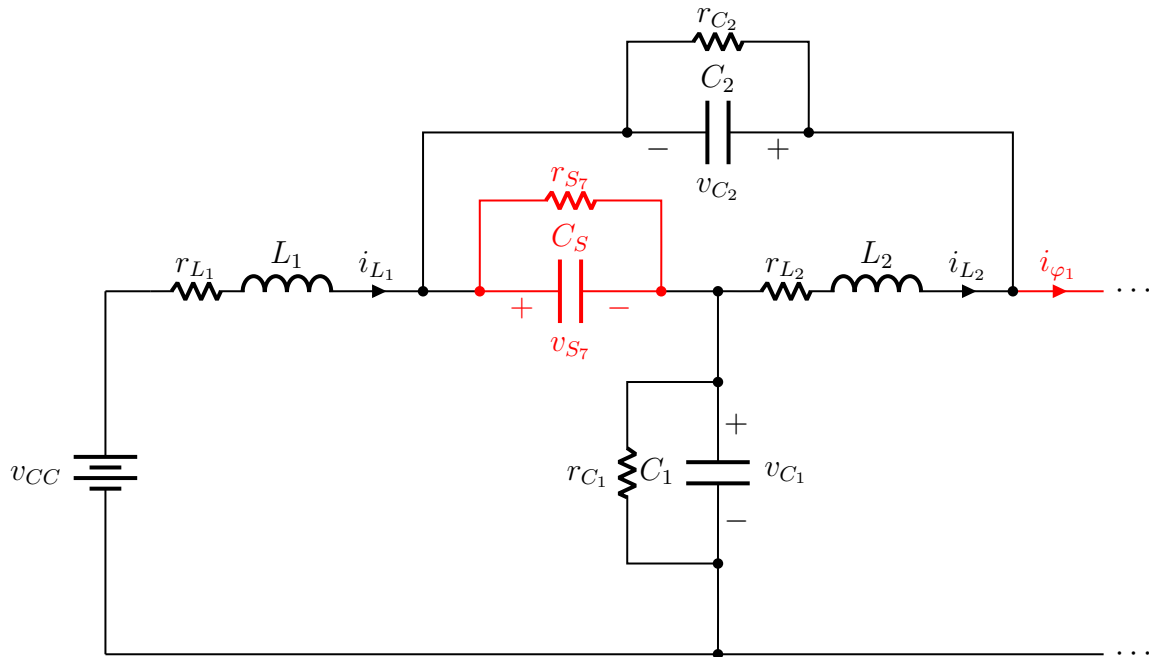 r_{C_2}
C_2
− +
v_{C_2}
r_{S_7}
C_S
+ −
v_{S_7}
r_{L_1} L_1 i_{L_1}
r_{L_2} L_2 i_{L_2} i_{φ_1} ⋯
v_{CC}
+
r_{C_1} C_1 v_{C_1}
−
⋯